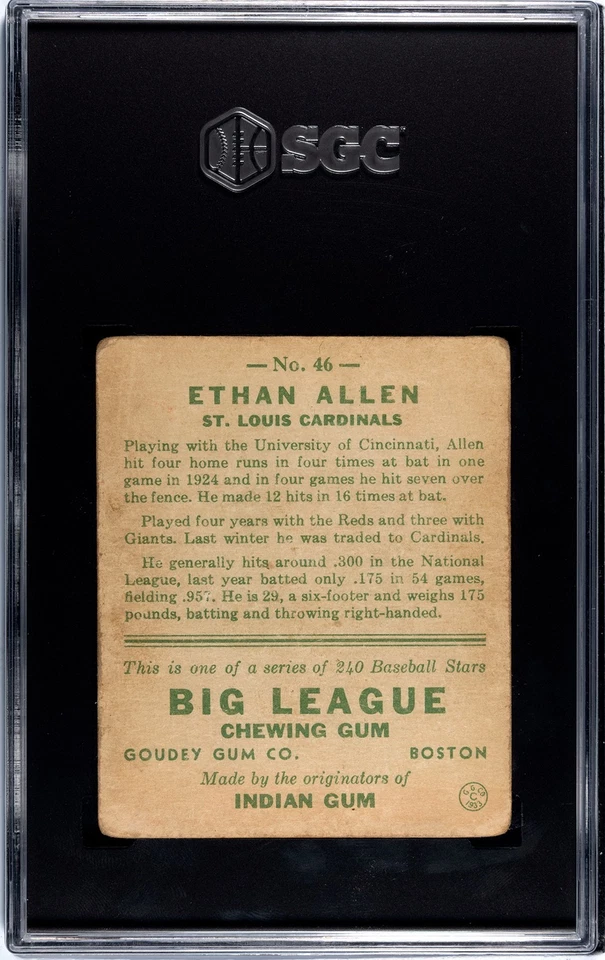 SGC
— No. 46 —
ETHAN ALLEN
ST. LOUIS CARDINALS
Playing with the University of Cincinnati, Allen
hit four home runs in four times at bat in one
game in 1924 and in four games he hit seven over
the fence. He made 12 hits in 16 times at bat.
Played four years with the Reds and three with
Giants. Last winter he was traded to Cardinals.
He generally hits around .300 in the National
League, last year batted only .175 in 54 games,
fielding .957. He is 29, a six-footer and weighs 175
pounds, batting and throwing right-handed.
This is one of a series of 240 Baseball Stars
BIG LEAGUE
CHEWING GUM
GOUDEY GUM CO. BOSTON
Made by the originators of
INDIAN GUM
G. G. Co.
C
1933